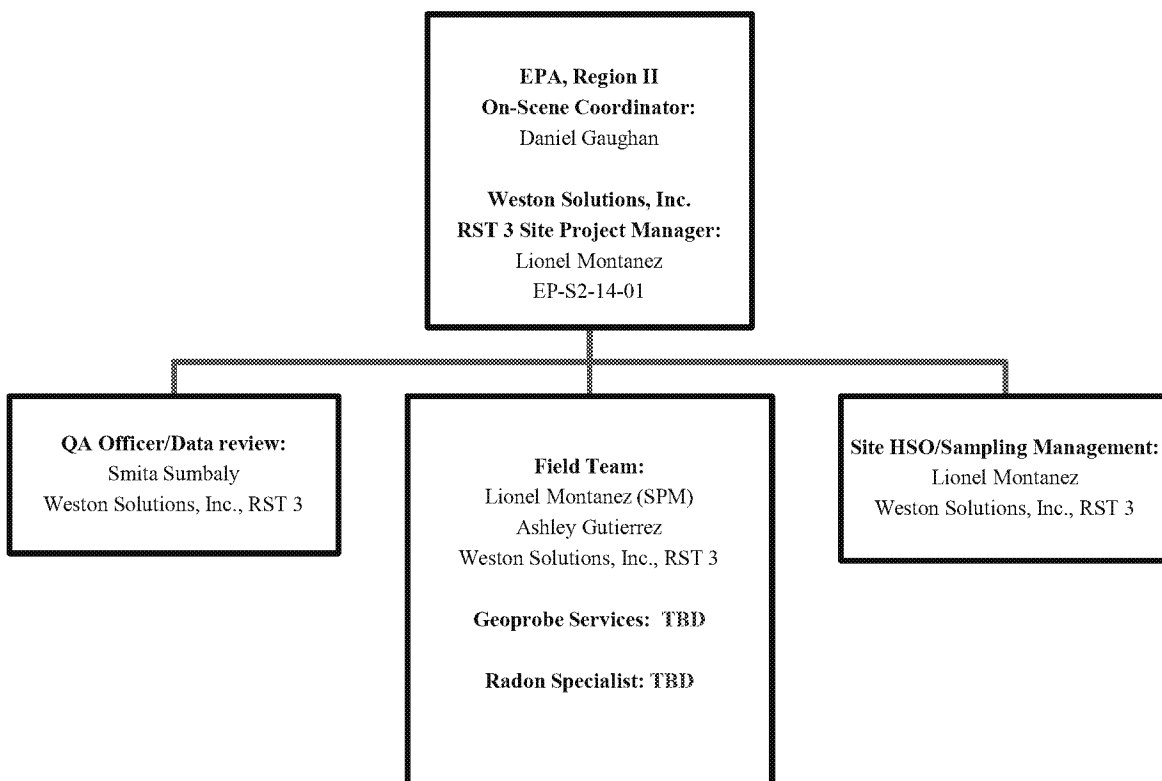 EPA, Region II
On-Scene Coordinator:
Daniel Gaughan
Weston Solutions, Inc.
RST 3 Site Project Manager:
Lionel Montanez
EP-S2-14-01
QA Officer/Data review:
Smita Sumbaly
Weston Solutions, Inc., RST 3
Field Team:
Lionel Montanez (SPM)
Ashley Gutierrez
Weston Solutions, Inc., RST 3
Geoprobe Services: TBD
Radon Specialist: TBD
Site HSO/Sampling Management:
Lionel Montanez
Weston Solutions, Inc., RST 3